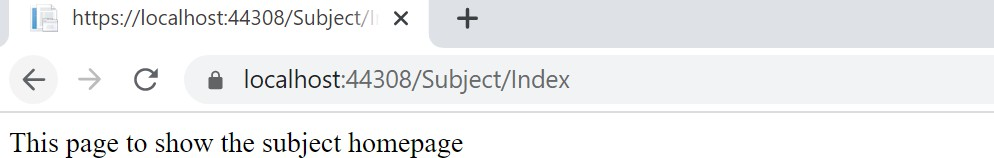 https://localhost:44308/Subject/I
localhost:44308/Subject/Index
This page to show the subject homepage